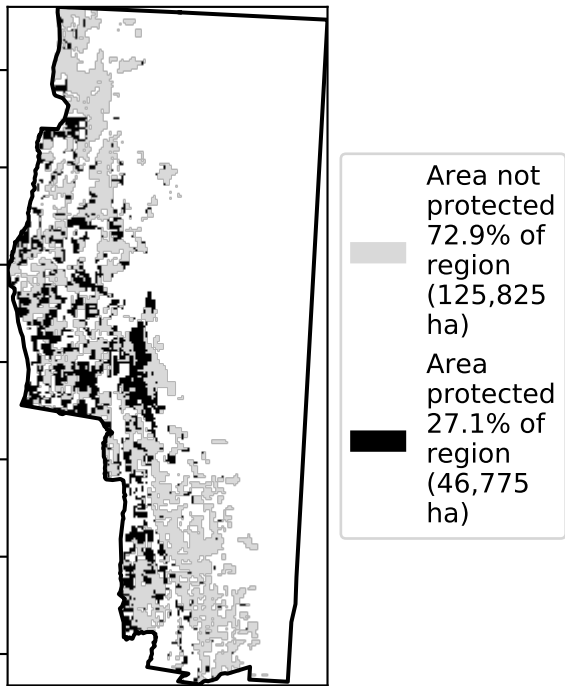 Area not
protected
72.9% of
region
(125,825
ha)
Area
protected
27.1% of
region
(46,775
ha)